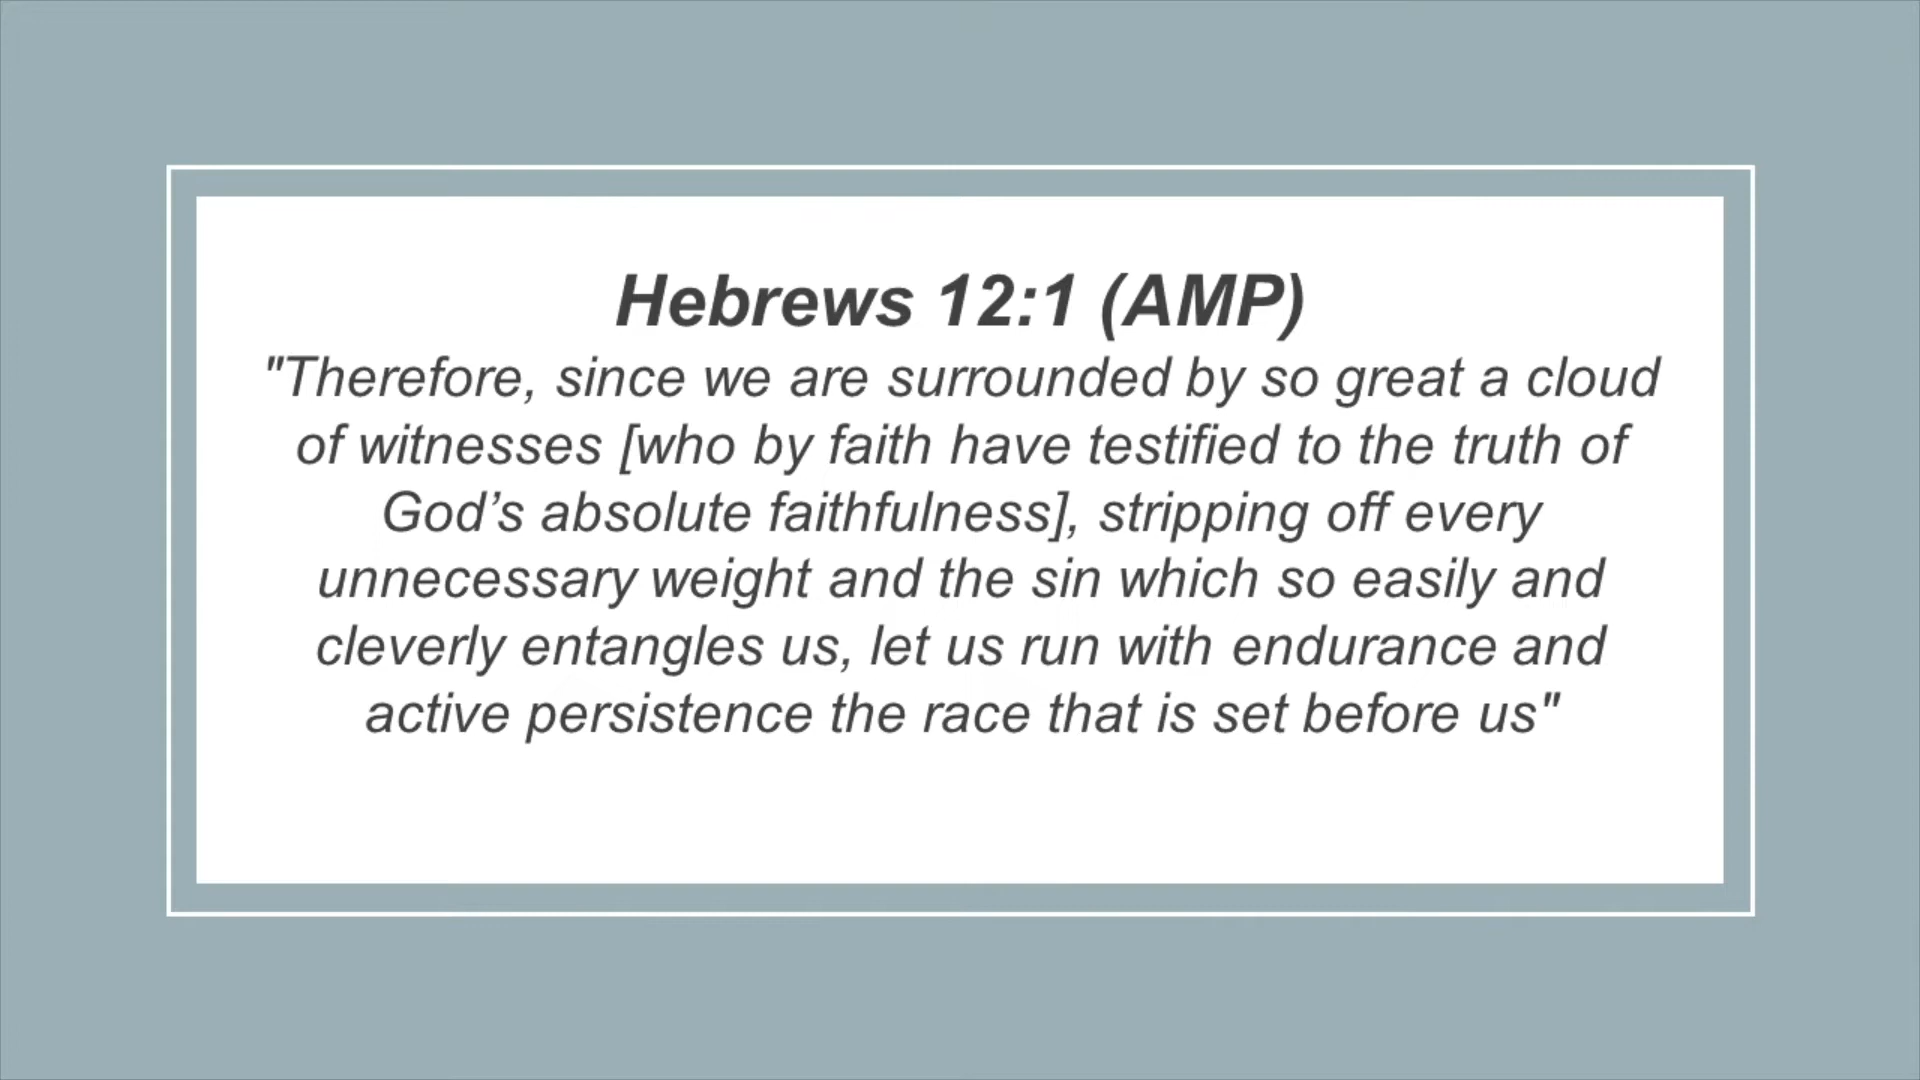 Hebrews 12:1 (AMP)
"Therefore, since we are surrounded by so great a cloud
of witnesses [who by faith have testified to the truth of
God’s absolute faithfulness], stripping off every
unnecessary weight and the sin which so easily and
cleverly entangles us, let us run with endurance and
active persistence the race that is set before us"